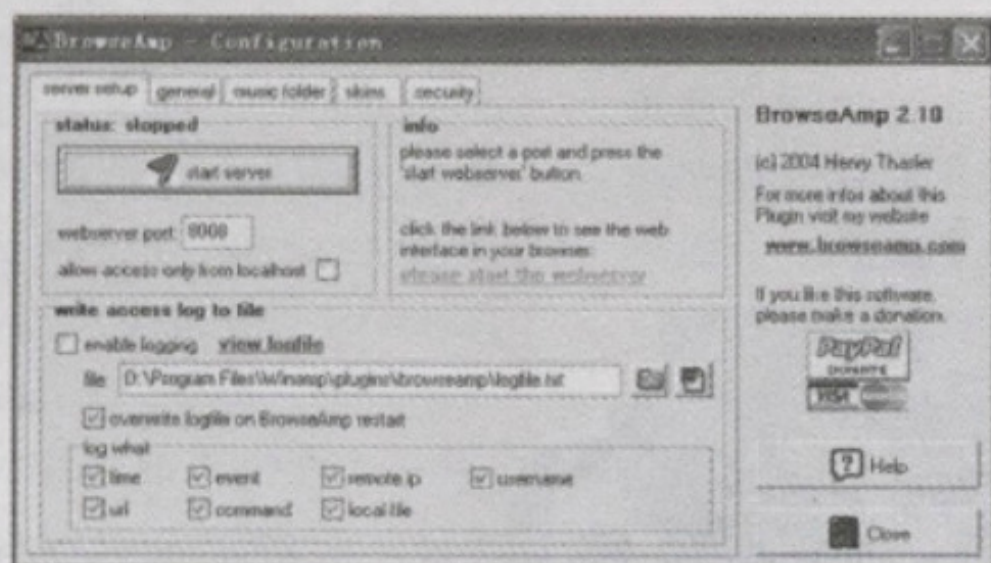 BrowseAmp - Configuration
server setup general music folder skins security
status: stopped
start server
webserver port:
allow access only from localhost
info
please select a port and press the
'start webserver' button.
click the link below to see the web
interface in your browser:
please start the webserver
write access log to file
enable logging view logfile
file: D:\Program Files\Winamp\plugins\browseamp\logfile.txt
overwrite logfile on BrowseAmp restart
log what
time event remote ip username
url command local file
BrowseAmp 2.10
(c) 2004 Thasler
For more infos about this
Plugin visit my website
www.browseamp.com
If you like this software,
please make a donation.
PayPal
DONATE
VISA
Help
Close